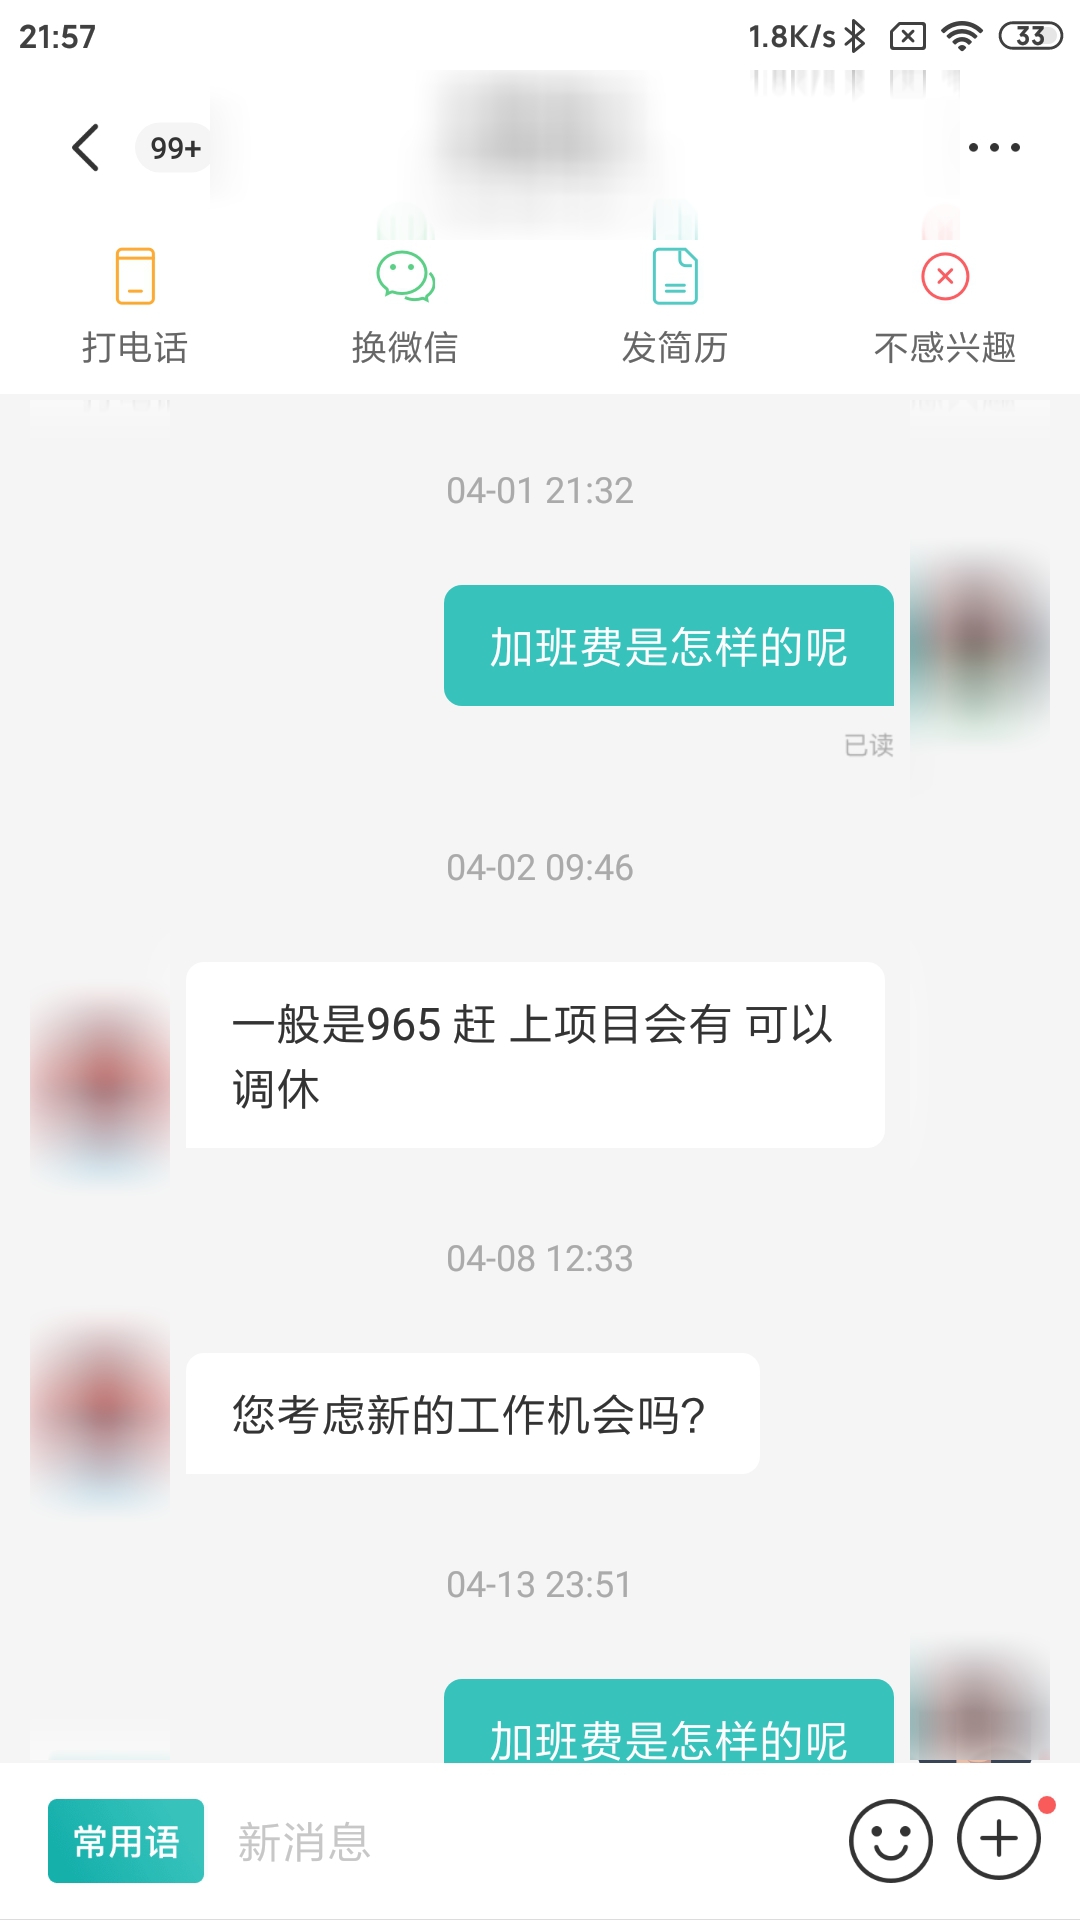 21:57 1.8K/s 33
99+
打电话 换微信 发简历 不感兴趣
04-01 21:32
加班费是怎样的呢
已读
04-02 09:46
一般是965 赶 上项目会有 可以
调休
04-08 12:33
您考虑新的工作机会吗?
04-13 23:51
加班费是怎样的呢
常用语 新消息